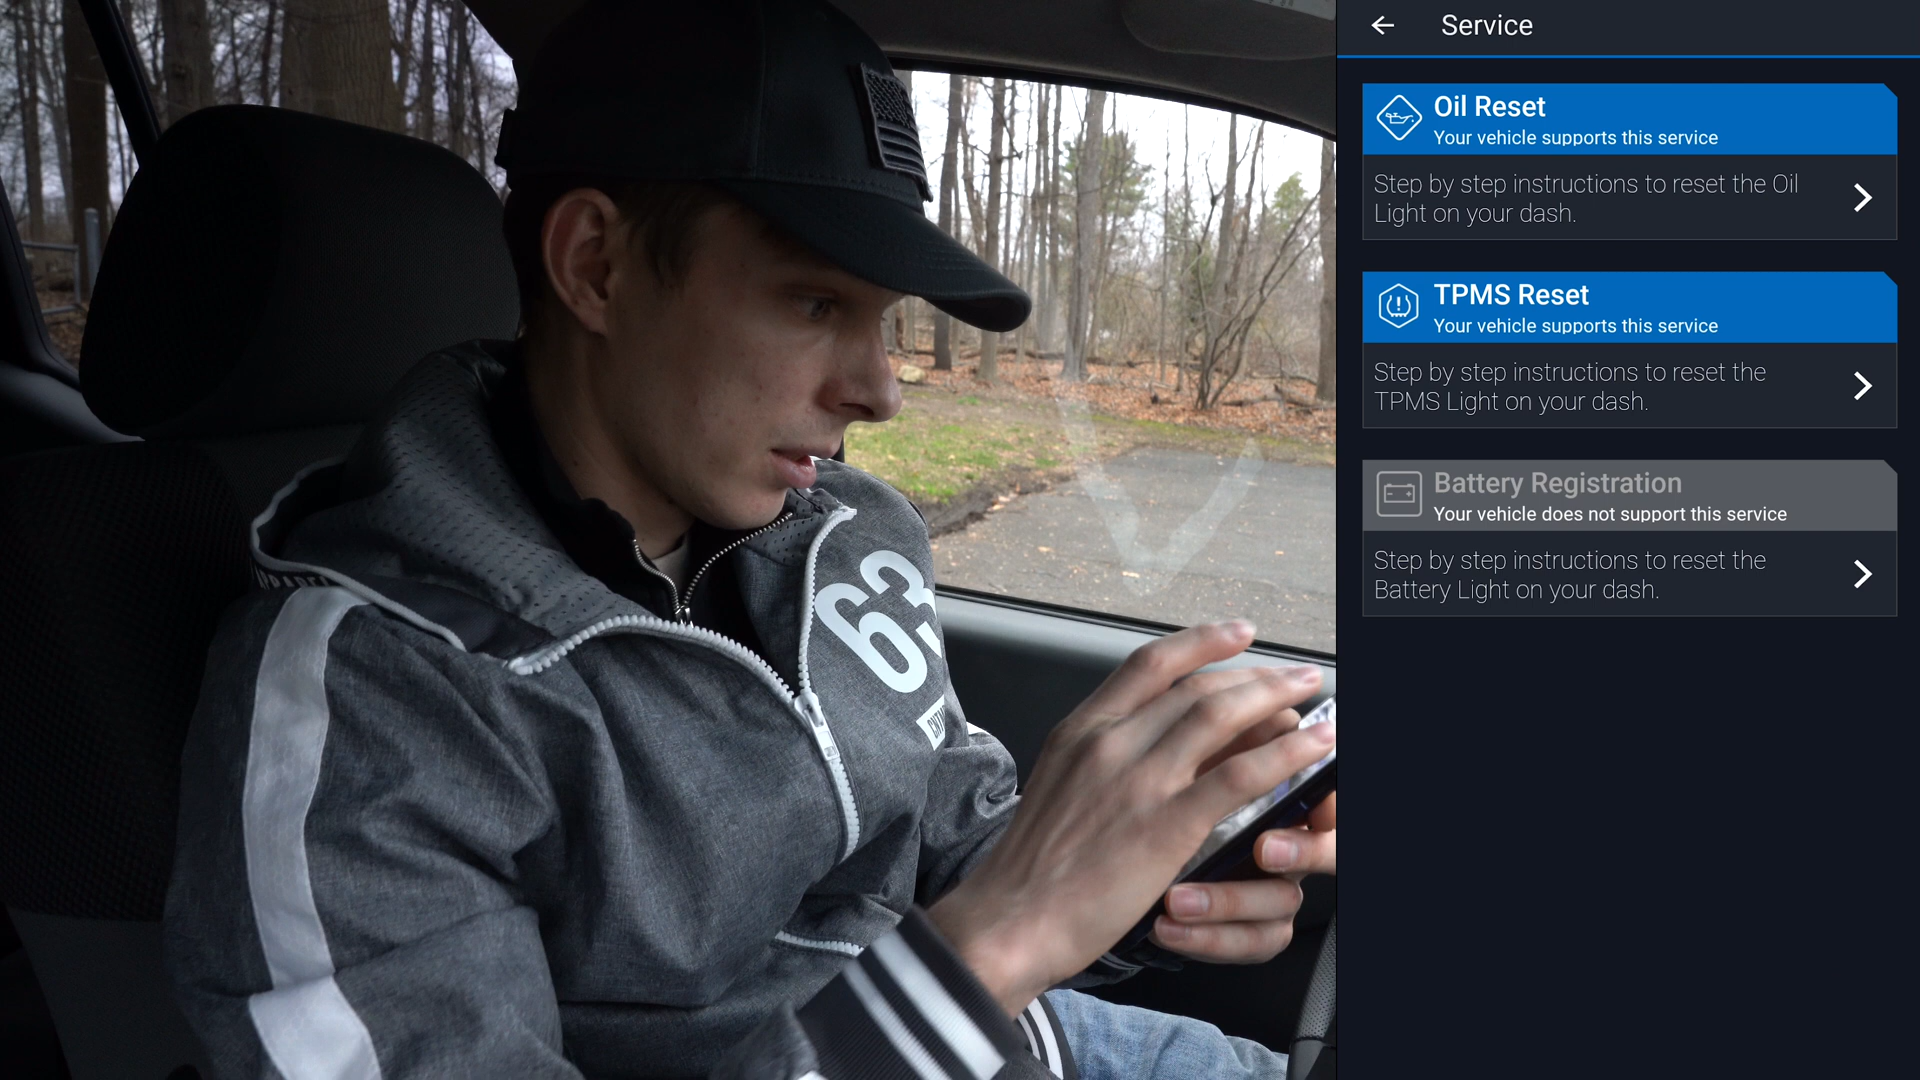 63
Service
Oil Reset
Your vehicle supports this service
Step by step instructions to reset the Oil
Light on your dash.
TPMS Reset
Your vehicle supports this service
Step by step instructions to reset the
TPMS Light on your dash.
Battery Registration
Your vehicle does not support this service
Step by step instructions to reset the
Battery Light on your dash.